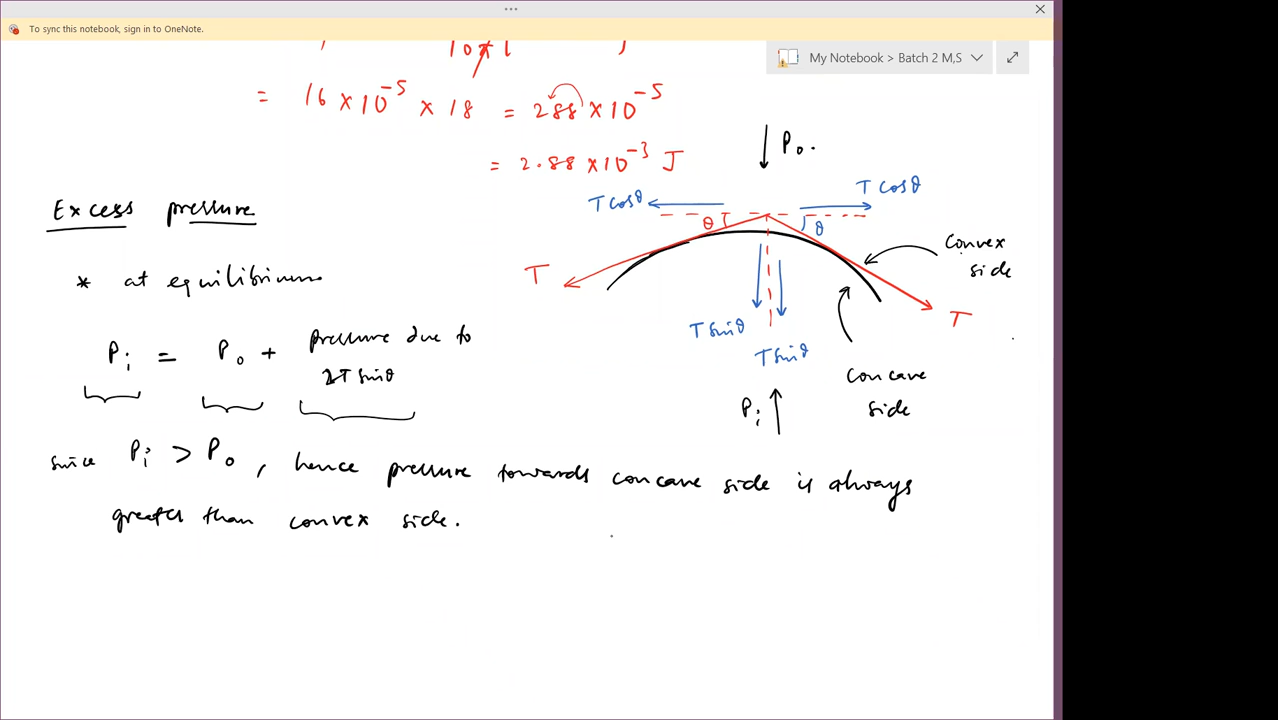 To sync this notebook, sign in to OneNote.
My Notebook > Batch 2 M,S
10×1
= 16 × 10⁻⁵ × 18 = 288 × 10⁻⁵
= 2.88 × 10⁻³ J
↓ P₀.
T cosθ
T cosθ
θ
θ
Excess pressure
convex side
T
T
* at equilibrium
T sinθ
T sinθ
Pᵢ = P₀ + pressure due to
2T sinθ
concave side
Pᵢ ↑
since Pᵢ > P₀, hence pressure towards concave side is always
greater than convex side.